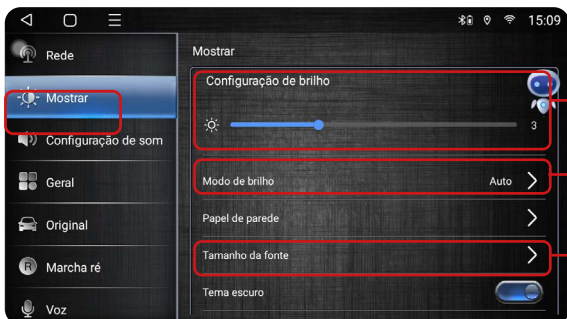 15:09
Rede
Mostrar
Configuração de som
Geral
Original
R Marcha ré
Voz
Mostrar
Configuração de brilho
3
Modo de brilho Auto
Papel de parede
Tamanho da fonte
Tema escuro